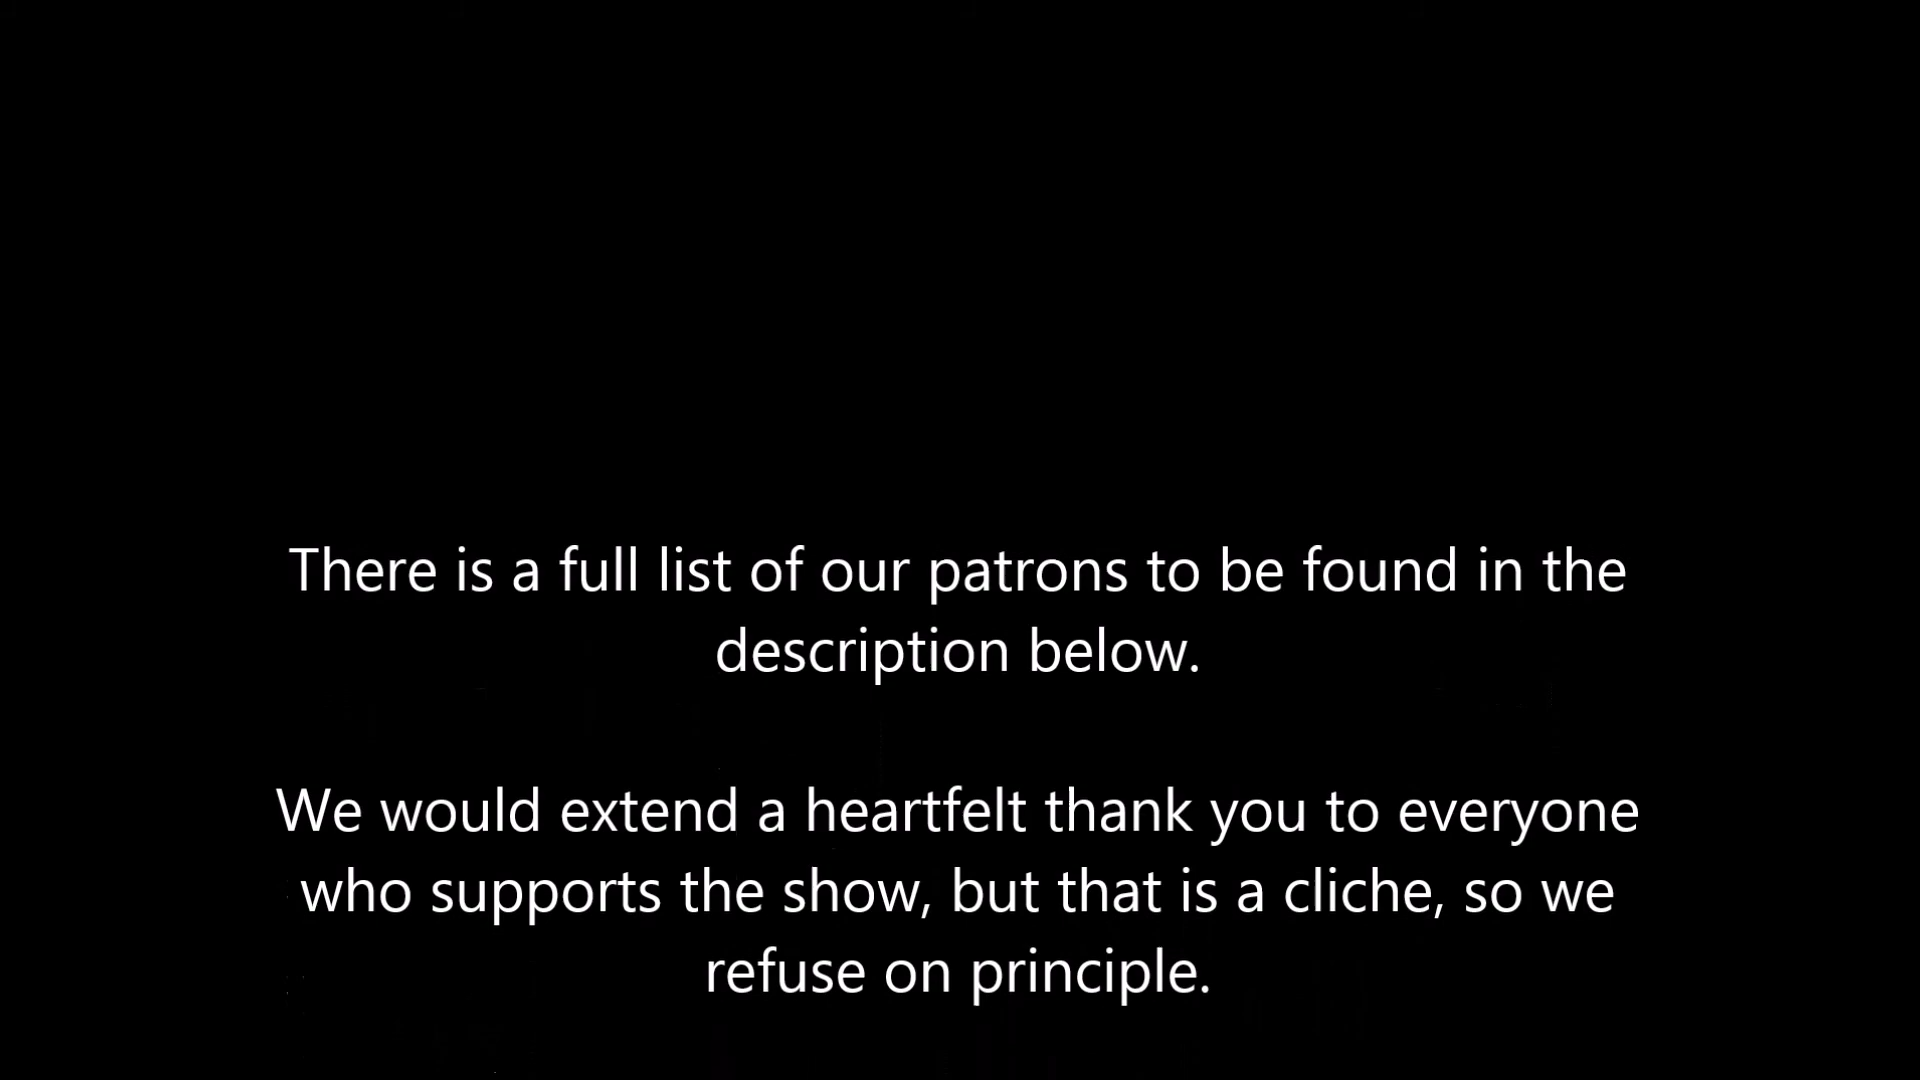 There is a full list of our patrons to be found in the
description below.
We would extend a heartfelt thank you to everyone
who supports the show, but that is a cliche, so we
refuse on principle.